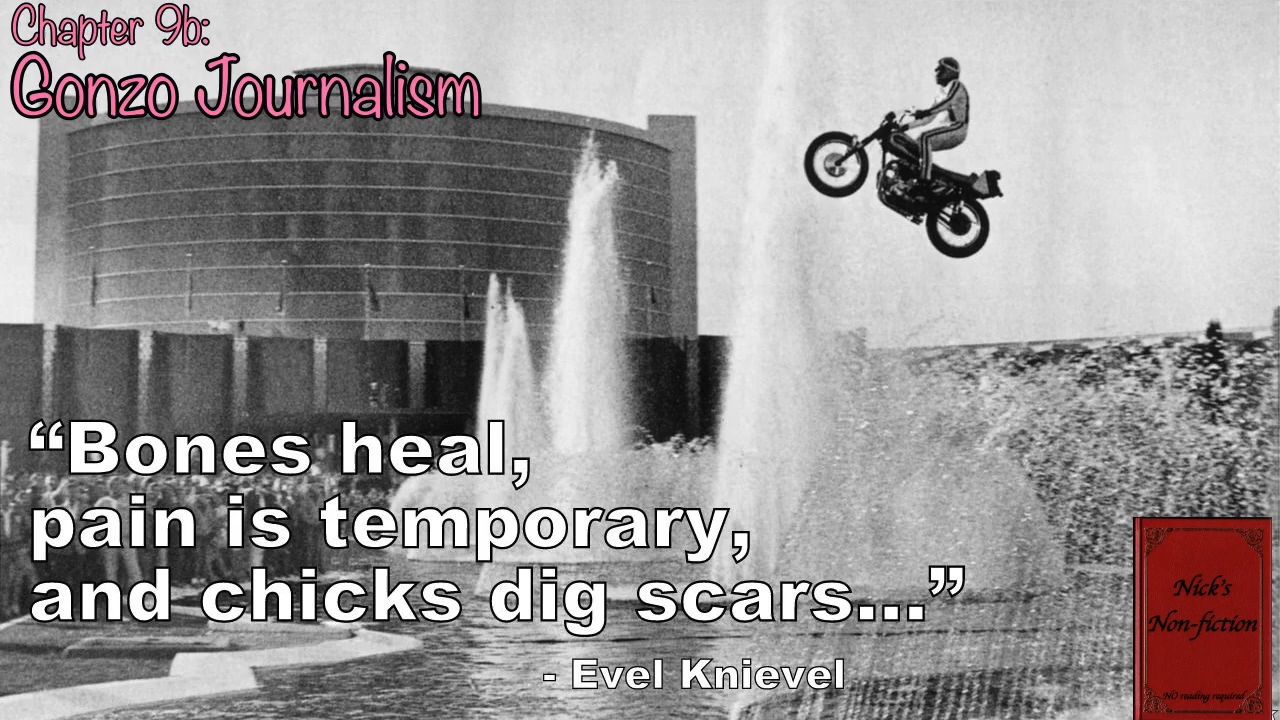 Chapter 9b:
Gonzo Journalism
“Bones heal,
pain is temporary,
and chicks dig scars...”
- Evel Knievel
Nick's
Non-fiction
NO reading required
7